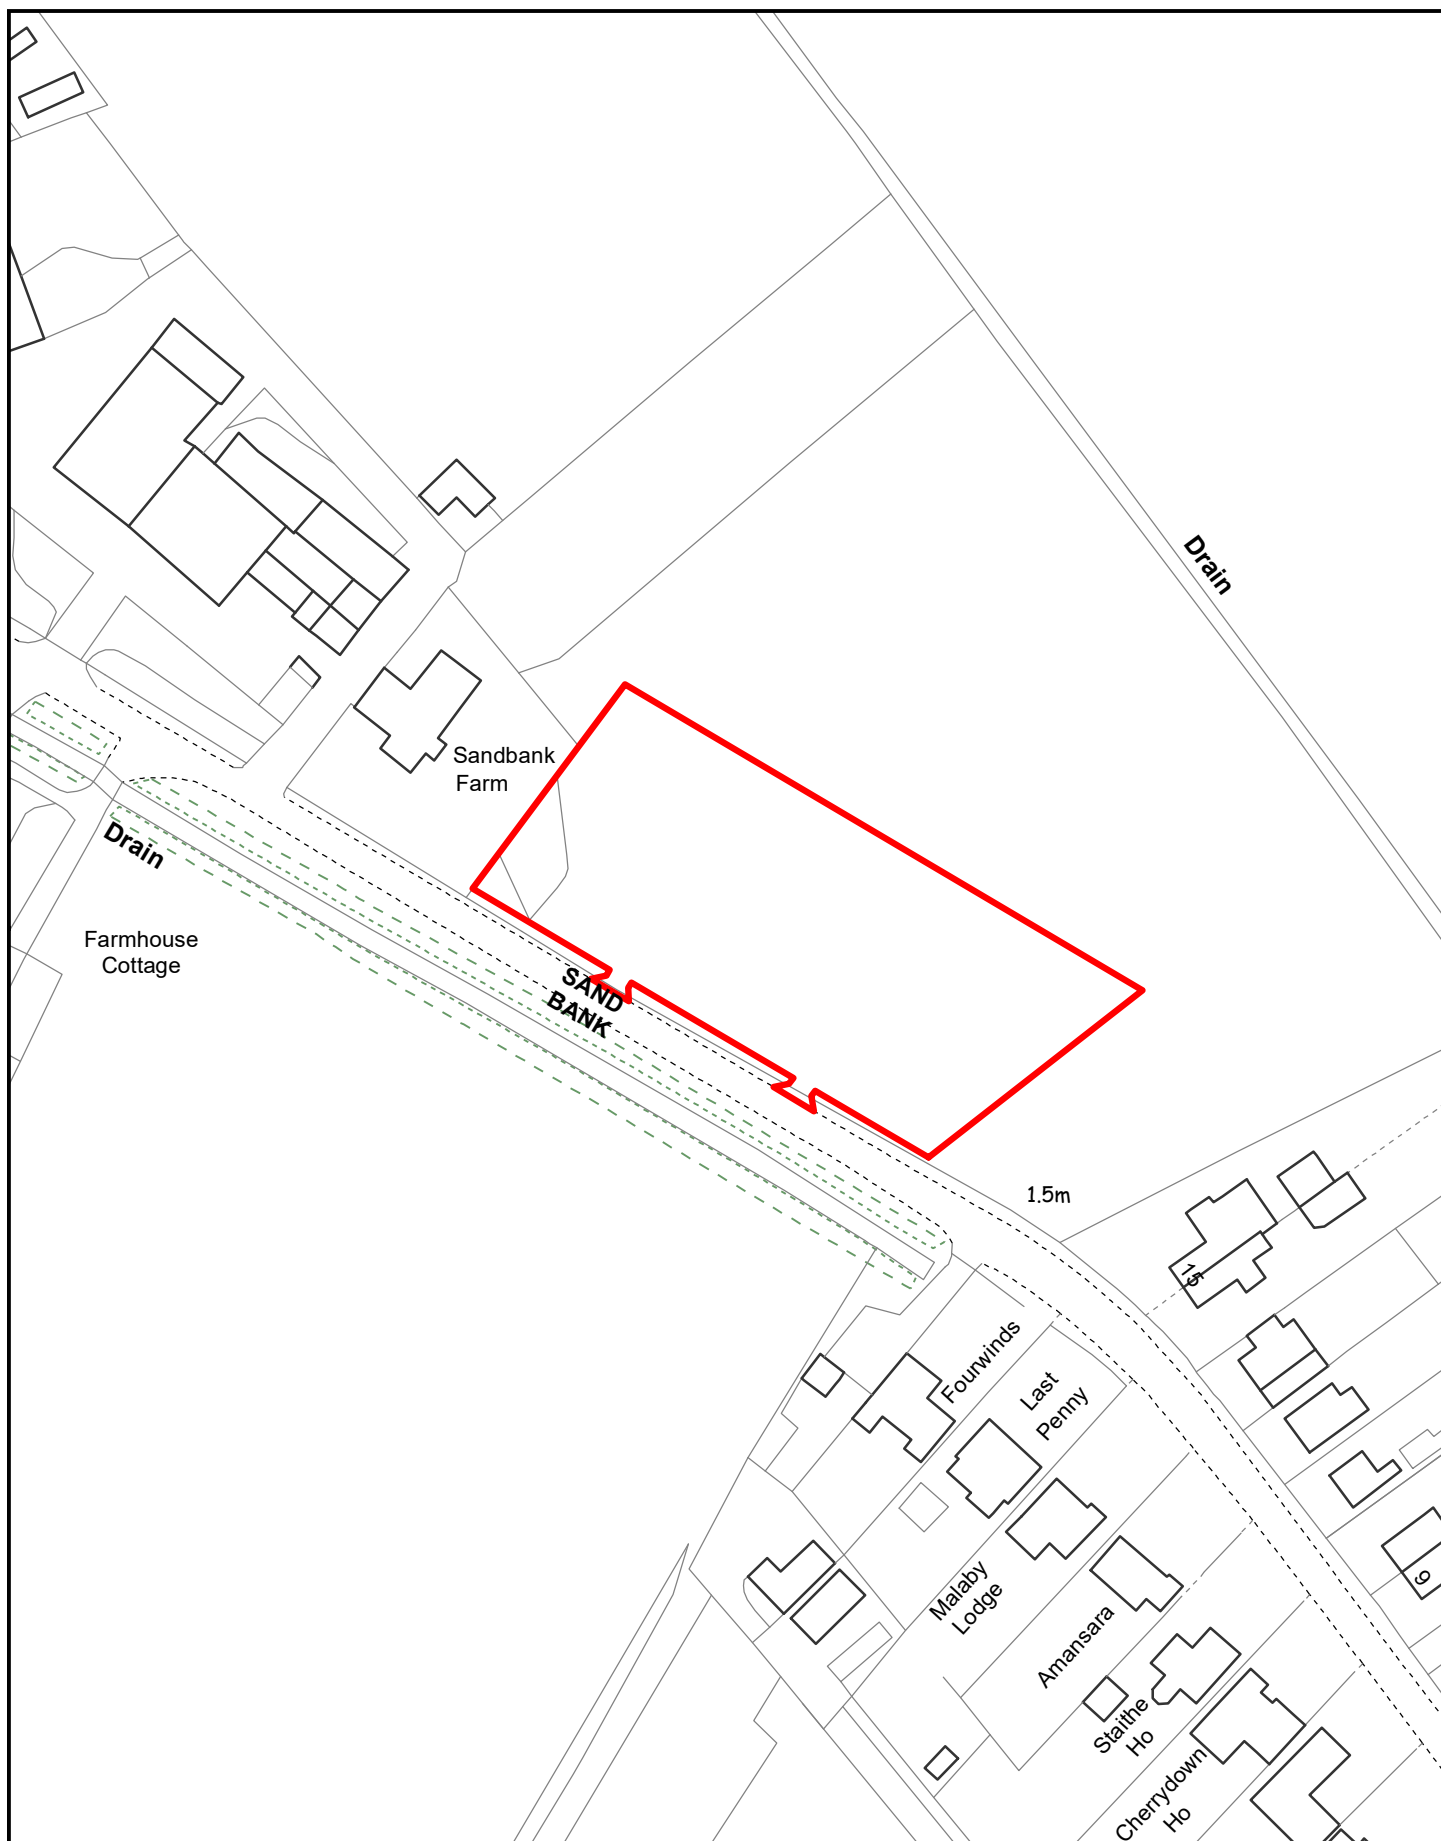 Drain
Sandbank
Farm
Drain
Farmhouse
Cottage
SAND
BANK
1.5m
15
Fourwinds
Last
Penny
9
Malaby
Lodge
Amansara
Staithe
Ho
Cherrydown
Ho